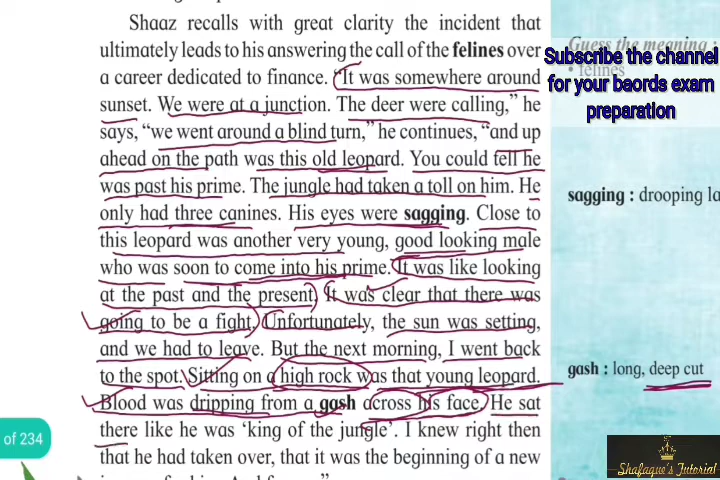 Shaaz recalls with great clarity the incident that
ultimately leads to his answering the call of the felines over
a career dedicated to finance. “It was somewhere around
sunset. We were at a junction. The deer were calling,” he
says, “we went around a blind turn,” he continues, “and up
ahead on the path was this old leopard. You could tell he
was past his prime. The jungle had taken a toll on him. He
only had three canines. His eyes were sagging. Close to
this leopard was another very young, good looking male
who was soon to come into his prime. It was like looking
at the past and the present. It was clear that there was
going to be a fight. Unfortunately, the sun was setting,
and we had to leave. But the next morning, I went back
to the spot. Sitting on a high rock was that young leopard.
Blood was dripping from a gash across his face. He sat
there like he was ‘king of the jungle’. I knew right then
that he had taken over, that it was the beginning of a new
Guess the meaning :
• felines
Subscribe the channel
for your baords exam
preparation
sagging : drooping la
gash : long, deep cut
of 234
Shafaque's Tutorial